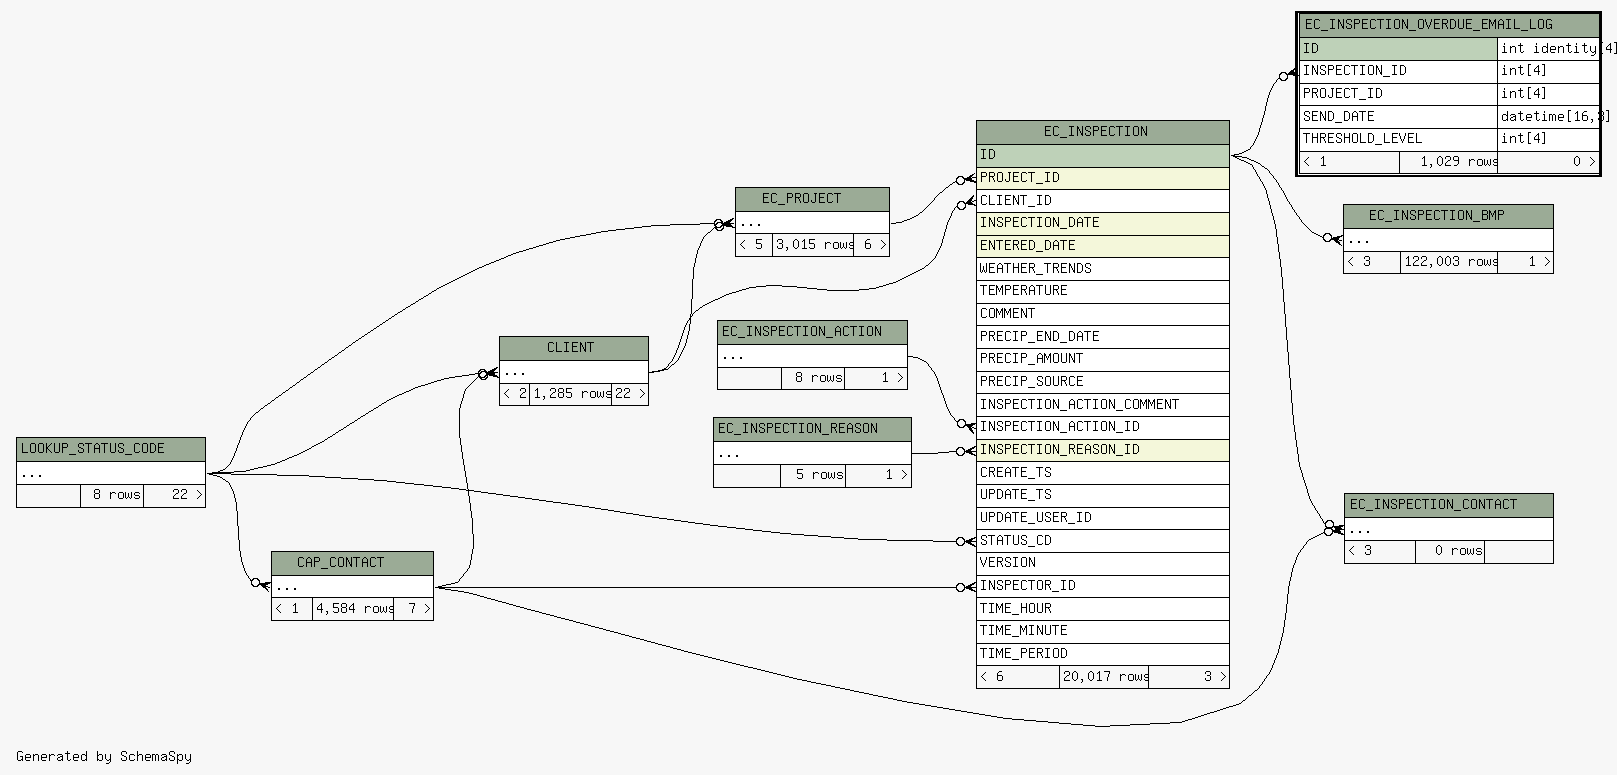 EC_INSPECTION_OVERDUE_EMAIL_LOG
ID int identity[4]
INSPECTION_ID int[4]
PROJECT_ID int[4]
SEND_DATE datetime[16,3]
THRESHOLD_LEVEL int[4]
< 1 1,029 rows 0 >
EC_INSPECTION
ID
PROJECT_ID
CLIENT_ID
INSPECTION_DATE
ENTERED_DATE
WEATHER_TRENDS
TEMPERATURE
COMMENT
PRECIP_END_DATE
PRECIP_AMOUNT
PRECIP_SOURCE
INSPECTION_ACTION_COMMENT
INSPECTION_ACTION_ID
INSPECTION_REASON_ID
CREATE_TS
UPDATE_TS
UPDATE_USER_ID
STATUS_CD
VERSION
INSPECTOR_ID
TIME_HOUR
TIME_MINUTE
TIME_PERIOD
< 6 20,017 rows 3 >
EC_PROJECT
...
< 5 3,015 rows 6 >
EC_INSPECTION_BMP
...
< 3 122,003 rows 1 >
EC_INSPECTION_ACTION
...
8 rows 1 >
CLIENT
...
< 2 1,285 rows 22 >
EC_INSPECTION_REASON
...
5 rows 1 >
LOOKUP_STATUS_CODE
...
8 rows 22 >
EC_INSPECTION_CONTACT
...
< 3 0 rows
CAP_CONTACT
...
< 1 4,584 rows 7 >
Generated by SchemaSpy